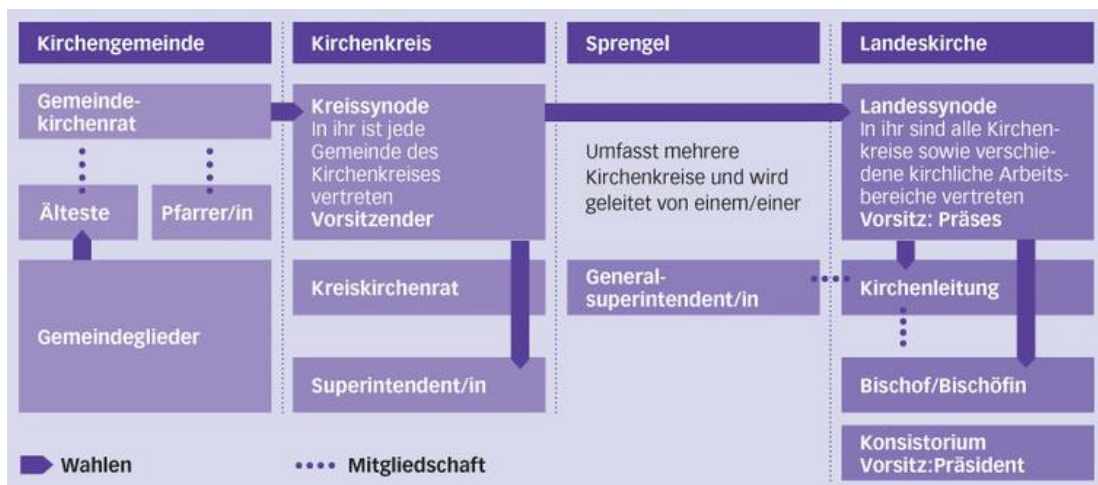 Kirchengemeinde
Gemeinde-
kirchenrat
Älteste
Pfarrer/in
Gemeindeglieder
Kirchenkreis
Kreissynode
In ihr ist jede
Gemeinde des
Kirchenkreises
vertreten
Vorsitzender
Kreiskirchenrat
Superintendent/in
Sprengel
Umfasst mehrere
Kirchenkreise und wird
geleitet von einem/einer
General-
superintendent/in
Landeskirche
Landessynode
In ihr sind alle Kirchen-
kreise sowie verschie-
dene kirchliche Arbeits-
bereiche vertreten
Vorsitz: Präses
Kirchenleitung
Bischof/Bischöfin
Konsistorium
Vorsitz:Präsident
Wahlen
Mitgliedschaft